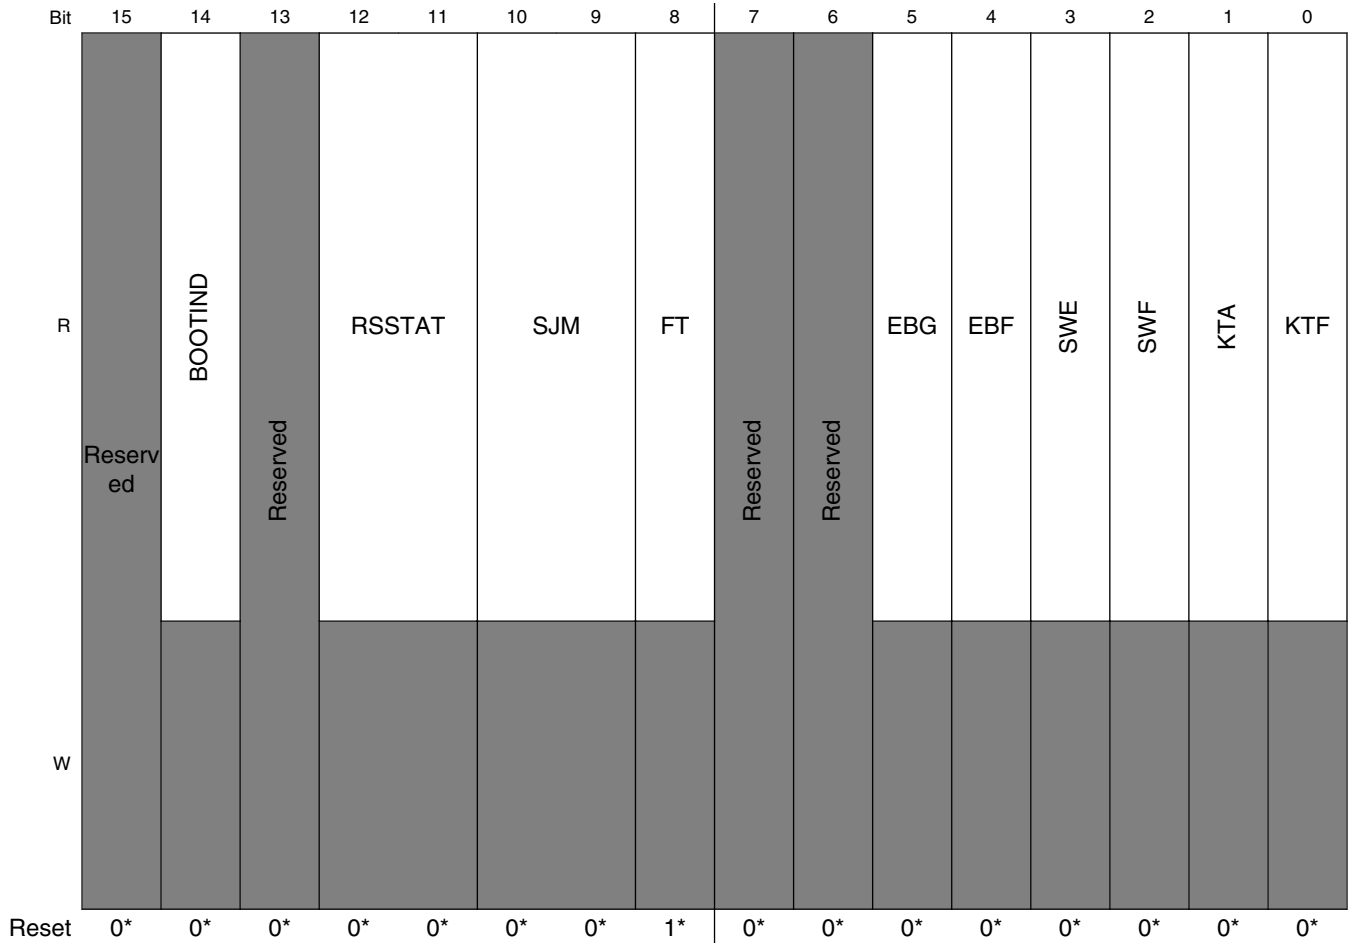 Bit 15 14 13 12 11 10 9 8 7 6 5 4 3 2 1 0
R BOOTIND RSSTAT SJM FT EBG EBF SWE SWF KTA KTF
Reserv
ed
Reserved Reserved Reserved
W
Reset 0* 0* 0* 0* 0* 0* 0* 1* 0* 0* 0* 0* 0* 0* 0* 0*